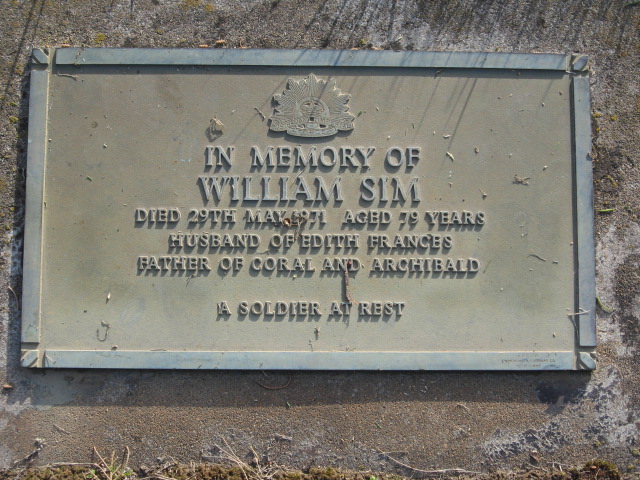 IN MEMORY OF
WILLIAM SIM
DIED 29TH MAY 1971 AGED 79 YEARS
HUSBAND OF EDITH FRANCES
FATHER OF CORAL AND ARCHIBALD
A SOLDIER AT REST